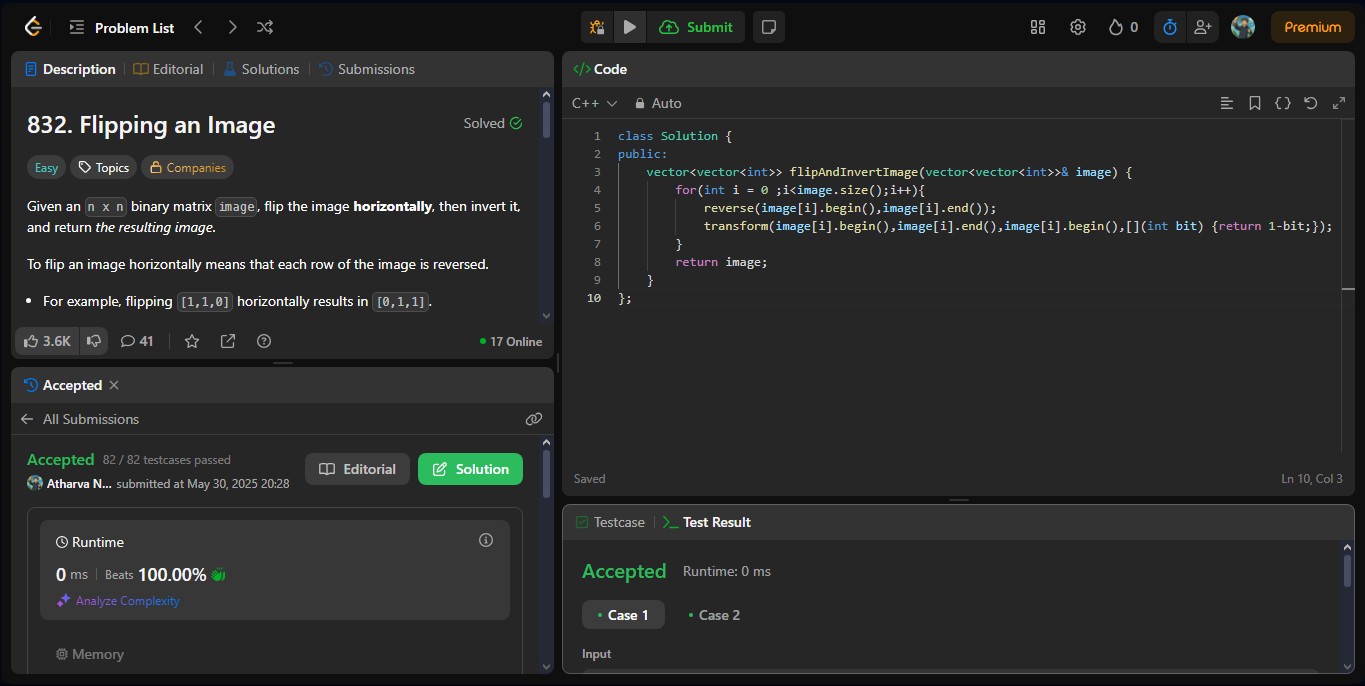 Problem List
Submit
0
Premium
Description
Editorial
Solutions
Submissions
832. Flipping an Image
Solved
Easy
Topics
Companies
Given an n x n binary matrix image, flip the image horizontally, then invert it,
and return the resulting image.
To flip an image horizontally means that each row of the image is reversed.
• For example, flipping [1,1,0] horizontally results in [0,1,1].
3.6K
41
17 Online
Accepted
All Submissions
Accepted 82 / 82 testcases passed
Atharva N... submitted at May 30, 2025 20:28
Editorial
Solution
Runtime
0 ms Beats 100.00%
Analyze Complexity
Memory
</> Code
C++
Auto
1 class Solution {
2 public:
3 vector<vector<int>> flipAndInvertImage(vector<vector<int>>& image) {
4 for(int i = 0 ;i<image.size();i++){
5 reverse(image[i].begin(),image[i].end());
6 transform(image[i].begin(),image[i].end(),image[i].begin(),[](int bit) {return 1-bit;});
7 }
8 return image;
9 }
10 };
Saved
Ln 10, Col 3
Testcase
Test Result
Accepted Runtime: 0 ms
• Case 1
• Case 2
Input